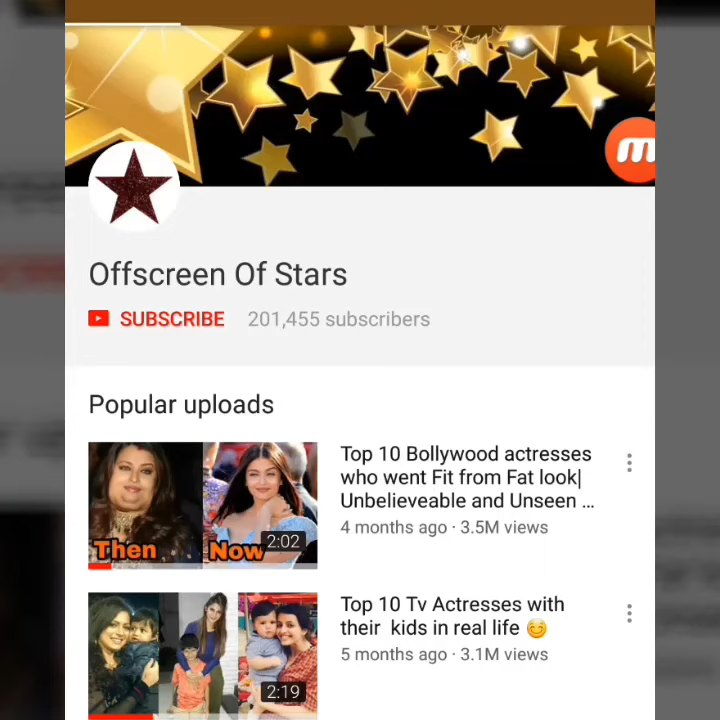 m
Offscreen Of Stars
SUBSCRIBE 201,455 subscribers
Popular uploads
Then Now 2:02
Top 10 Bollywood actresses
who went Fit from Fat look|
Unbelieveable and Unseen ...
4 months ago · 3.5M views
2:19
Top 10 Tv Actresses with
their kids in real life 😊
5 months ago · 3.1M views